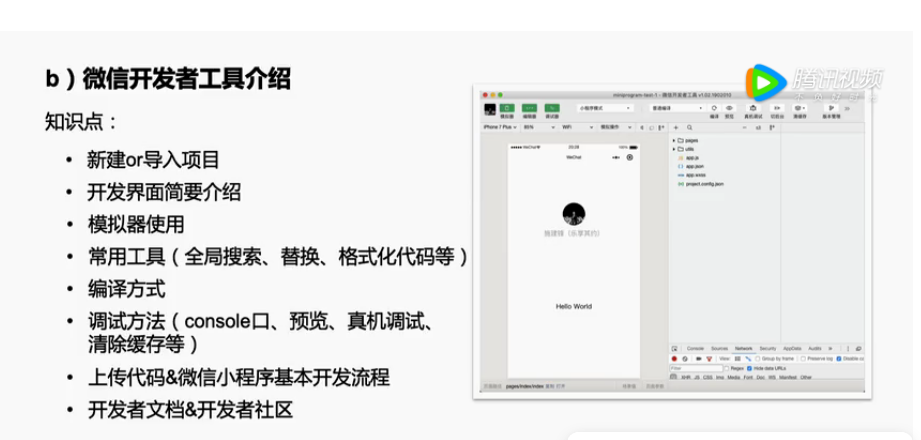 b）微信开发者工具介绍
知识点：
• 新建or导入项目
• 开发界面简要介绍
• 模拟器使用
• 常用工具（全局搜索、替换、格式化代码等）
• 编译方式
• 调试方法（console口、预览、真机调试、
清除缓存等）
• 上传代码&微信小程序基本开发流程
• 开发者文档&开发者社区
腾讯视频
miniprogram-test-1 - 微信开发者工具
模拟器 编辑器 调试器 小程序模式 普通编译 编译 预览 真机调试 切后台 清缓存 版本管理
iPhone 7 Plus 85% WiFi 模拟操作
WeChat 100%
WeChat
Hello World
pages
utils
app.js
app.json
app.wxss
project.config.json
Console Sources Network Security AppData Audits
View: Group by frame Preserve log Disable ca
Filter Regex Hide data URLs
XHR JS CSS Img Media Font Doc WS Manifest Other
页面路径 pages/index/index 复制 打开 场景值 页面参数